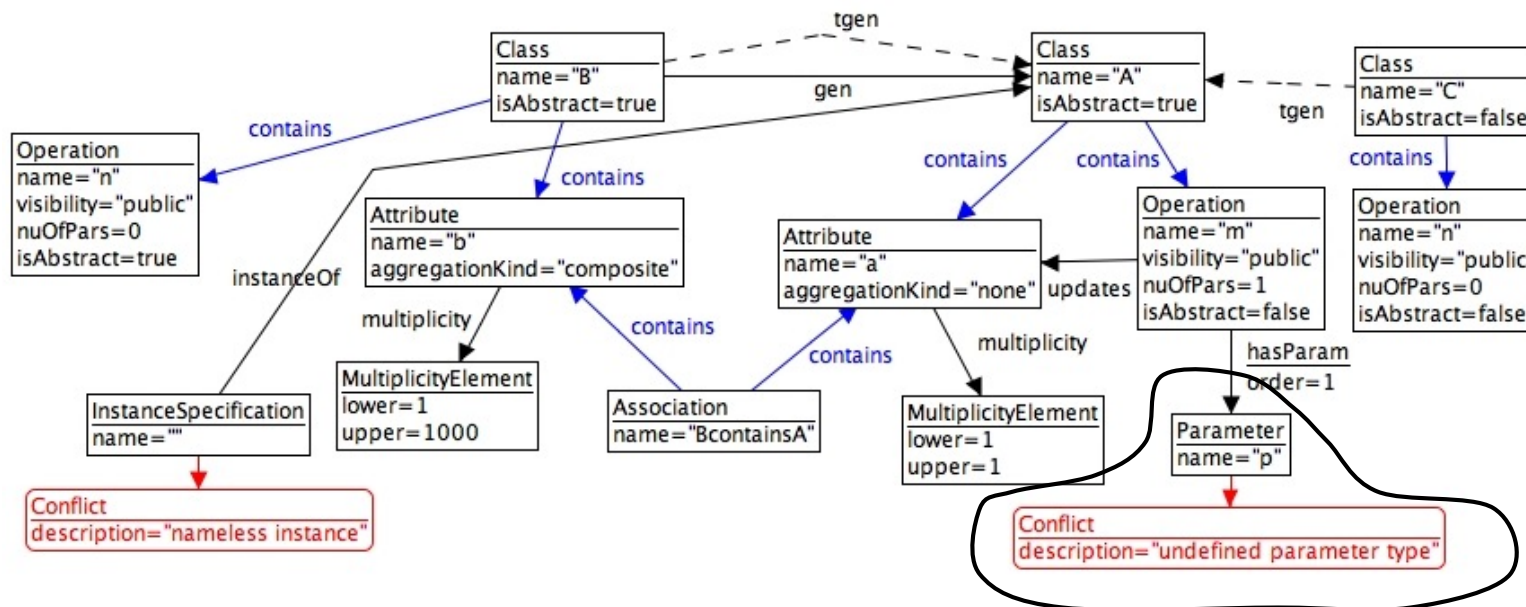 tgen
Class
name="B"
isAbstract=true
Class
name="A"
isAbstract=true
Class
name="C"
isAbstract=false
gen
tgen
contains
contains
contains
contains
contains
Operation
name="n"
visibility="public"
nuOfPars=0
isAbstract=true
Attribute
name="b"
aggregationKind="composite"
Attribute
name="a"
aggregationKind="none"
Operation
name="m"
visibility="public"
nuOfPars=1
isAbstract=false
Operation
name="n"
visibility="public
nuOfPars=0
isAbstract=false
instanceOf
updates
multiplicity
contains
contains
multiplicity
hasParam
order=1
MultiplicityElement
lower=1
upper=1000
InstanceSpecification
name=""
Association
name="BcontainsA"
MultiplicityElement
lower=1
upper=1
Parameter
name="p"
Conflict
description="nameless instance"
Conflict
description="undefined parameter type"